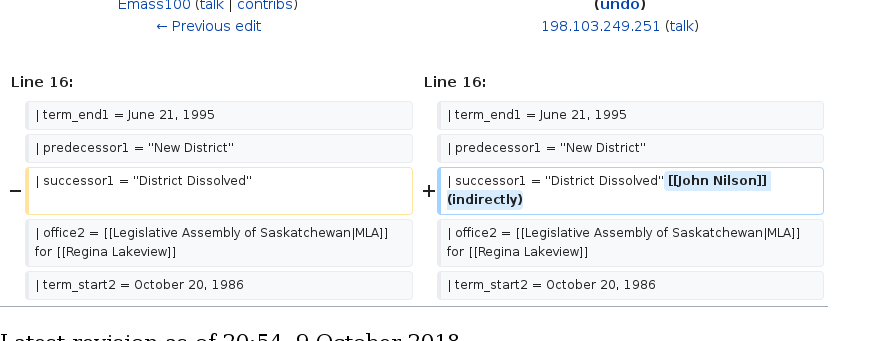 Emass100 (talk | contribs)
← Previous edit
(undo)
198.103.249.251 (talk)
Line 16:
| term_end1 = June 21, 1995
| predecessor1 = "New District"
− | successor1 = "District Dissolved"
| office2 = [[Legislative Assembly of Saskatchewan|MLA]]
for [[Regina Lakeview]]
| term_start2 = October 20, 1986
Line 16:
| term_end1 = June 21, 1995
| predecessor1 = "New District"
+ | successor1 = "District Dissolved" [[John Nilson]]
(indirectly)
| office2 = [[Legislative Assembly of Saskatchewan|MLA]]
for [[Regina Lakeview]]
| term_start2 = October 20, 1986
Latest revision as of 20:54, 9 October 2018